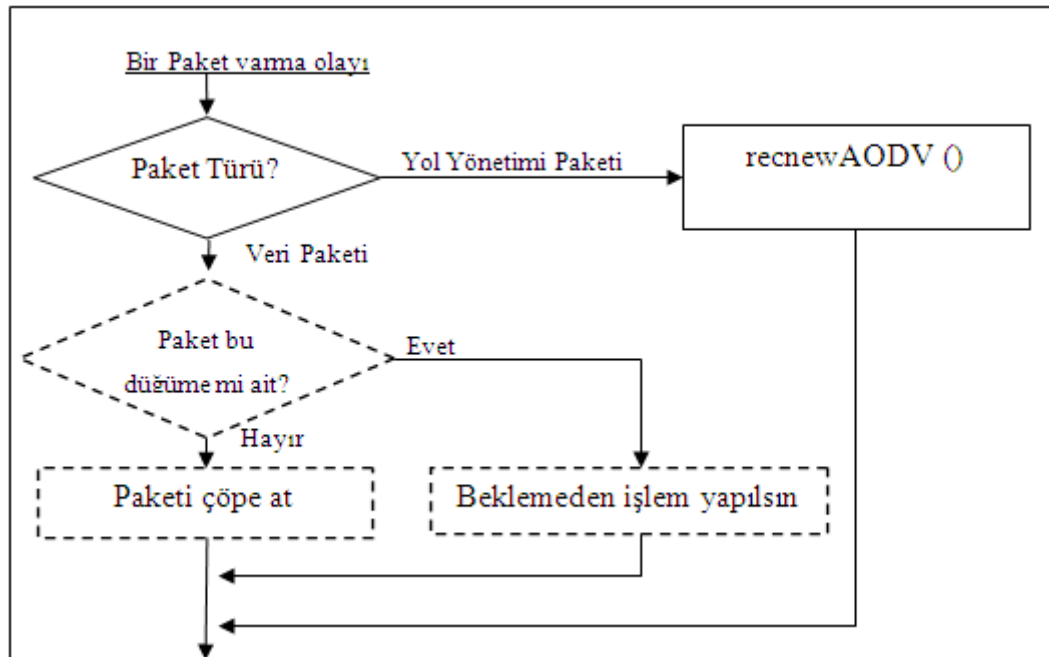 Bir Paket varma olayı
Paket Türü?
Yol Yönetimi Paketi
recnewAODV ()
Veri Paketi
Paket bu
düğüme mi ait?
Evet
Hayır
Paketi çöpe at
Beklemeden işlem yapılsın